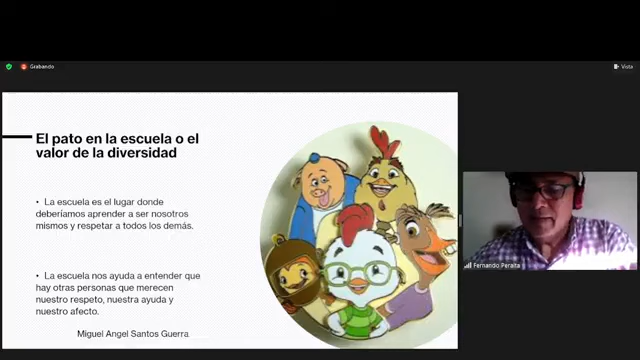 Grabando
Vista
El pato en la escuela o el
valor de la diversidad
• La escuela es el lugar donde
deberíamos aprender a ser nosotros
mismos y respetar a todos los demás.
• La escuela nos ayuda a entender que
hay otras personas que merecen
nuestro respeto, nuestra ayuda y
nuestro afecto.
Miguel Angel Santos Guerra
Fernando Peralta